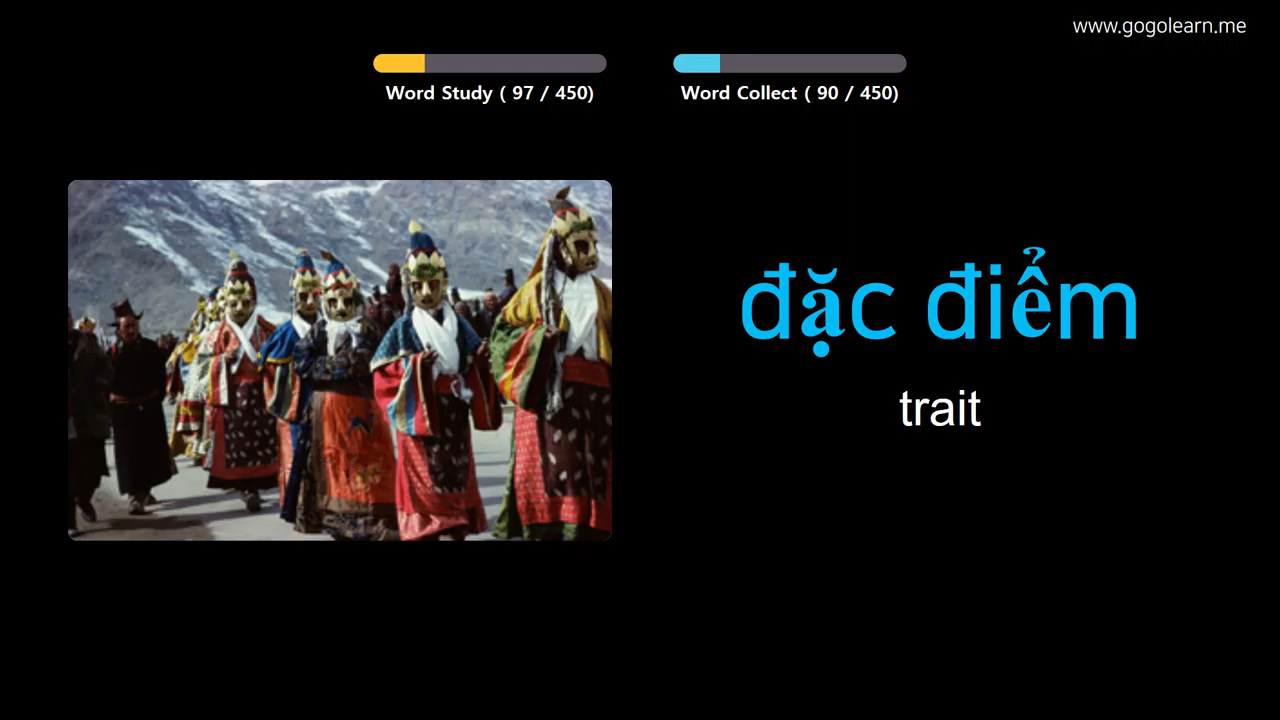 www.gogolearn.me
Word Study ( 97 / 450)
Word Collect ( 90 / 450)
đặc điểm
trait